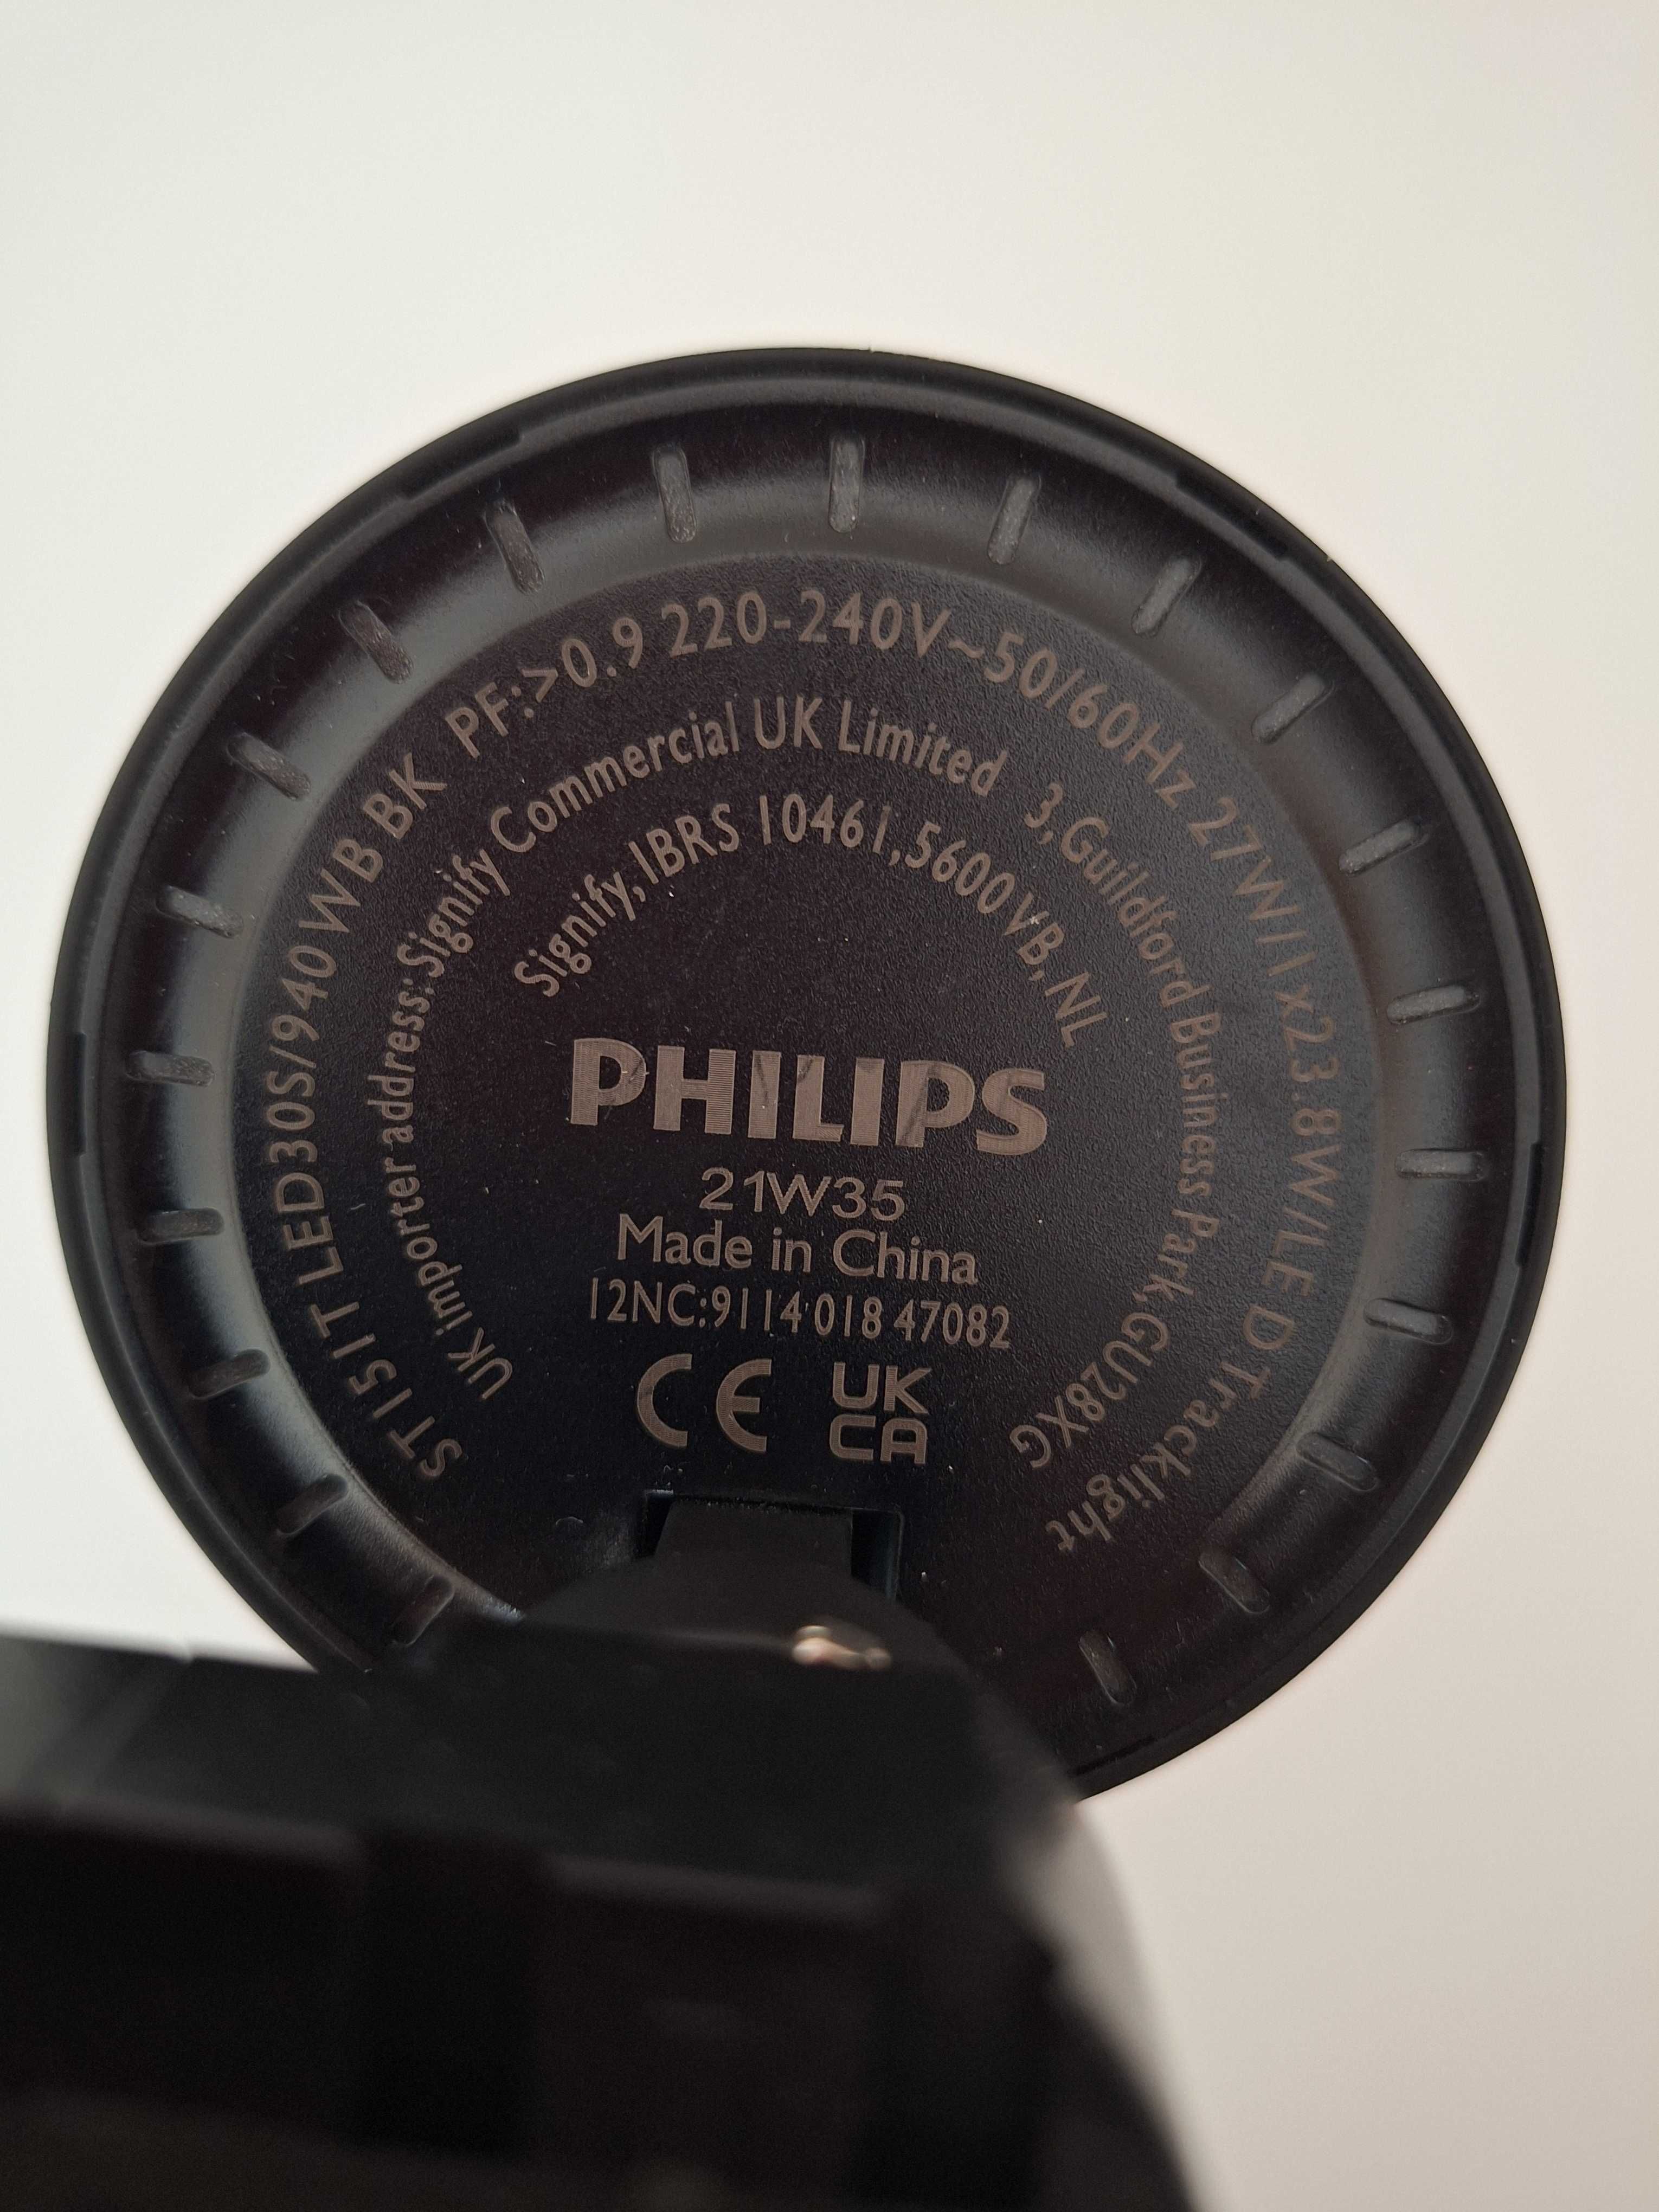 ST151T LED30S/940 WB BK PF:>0.9 220-240V~50/60Hz 27W/1x23.8W/LED Tracklight
UK importer address:Signify Commercial UK Limited 3,Guildford Business Park,GU28XG
Signify,IBRS 10461,5600VB,NL
PHILIPS
21W35
Made in China
12NC:9114 018 47082
CE UK
CA